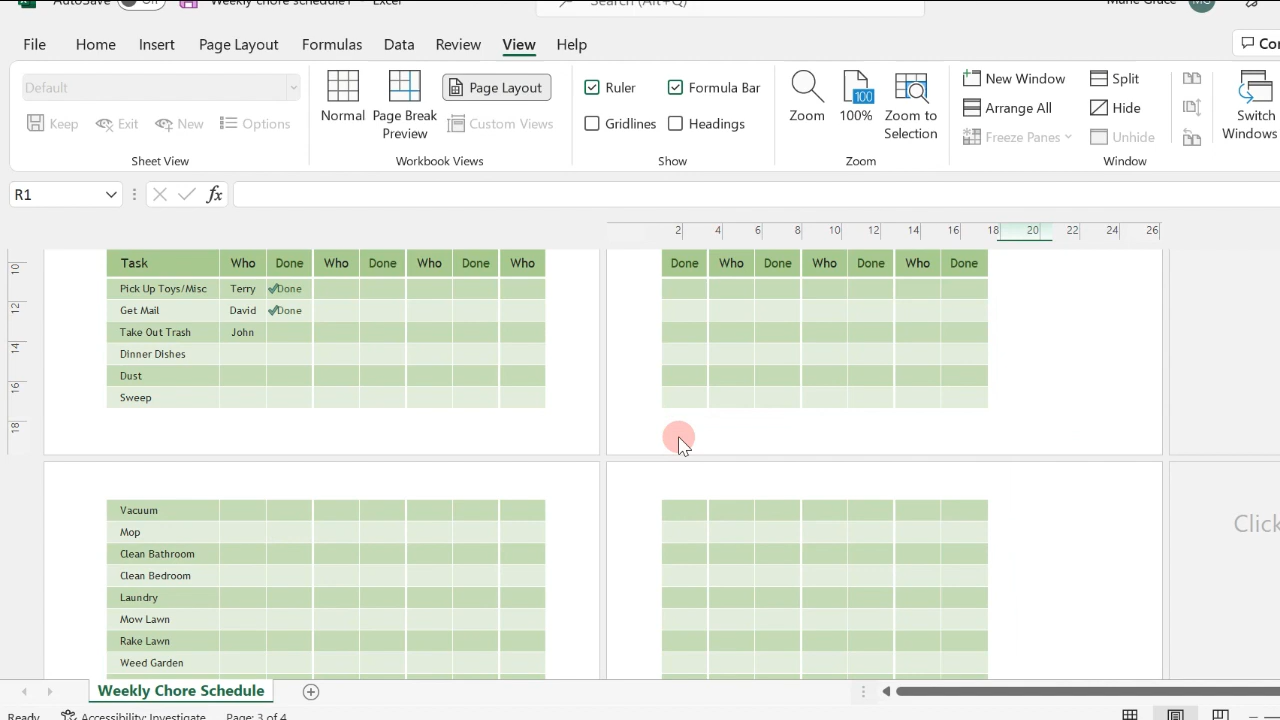 AutoSave Off Weekly chore schedule1 - Excel Search (Alt+Q) Marie Grace MG
File Home Insert Page Layout Formulas Data Review View Help
Default
Keep Exit New Options
Sheet View
Normal Page Break Preview Page Layout Custom Views
Workbook Views
Ruler Formula Bar
Gridlines Headings
Show
Zoom 100 100% Zoom to Selection
Zoom
New Window Split
Arrange All Hide
Freeze Panes Unhide
Window
Switch Windows
R1 fx
2 4 6 8 10 12 14 16 18 20 22 24 26
10 12 14 16 18
Task Who Done Who Done Who Done Who Done Who Done Who Done Who Done
Pick Up Toys/Misc Terry Done
Get Mail David Done
Take Out Trash John
Dinner Dishes
Dust
Sweep
Vacuum
Mop
Clean Bathroom
Clean Bedroom
Laundry
Mow Lawn
Rake Lawn
Weed Garden
Click
Weekly Chore Schedule
Ready Accessibility: Investigate Page: 3 of 4